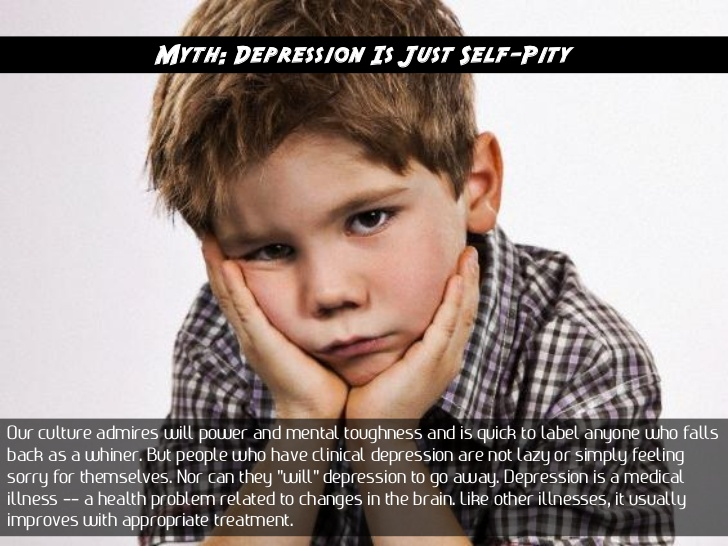 Myth: Depression Is Just Self-Pity
Our culture admires will power and mental toughness and is quick to label anyone who falls
back as a whiner. But people who have clinical depression are not lazy or simply feeling
sorry for themselves. Nor can they "will" depression to go away. Depression is a medical
illness -- a health problem related to changes in the brain. Like other illnesses, it usually
improves with appropriate treatment.